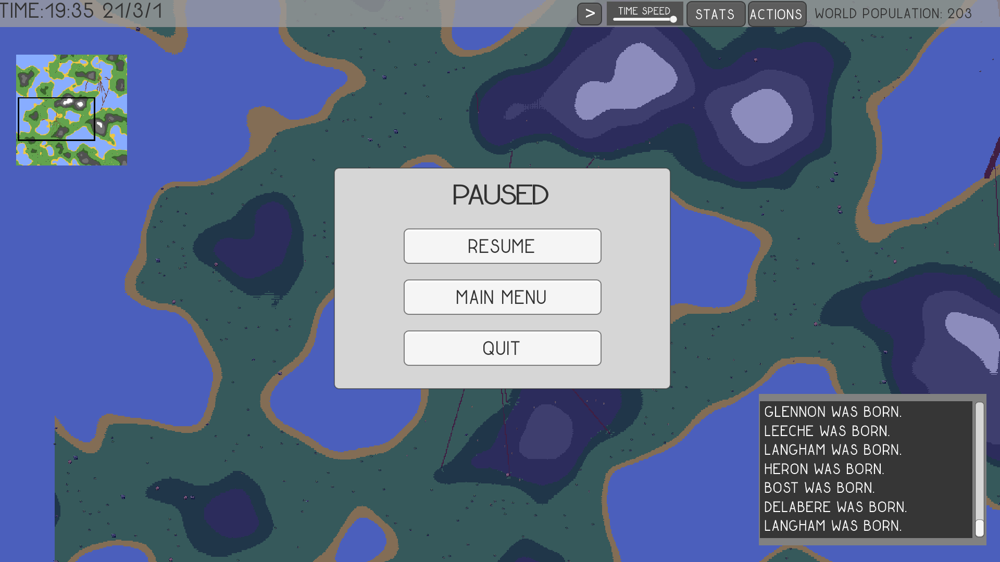 TIME:19:35 21/3/1
>
TIME SPEED
STATS
ACTIONS
WORLD POPULATION: 203
PAUSED
RESUME
MAIN MENU
QUIT
GLENNON WAS BORN.
LEECHE WAS BORN.
LANGHAM WAS BORN.
HERON WAS BORN.
BOST WAS BORN.
DELABERE WAS BORN.
LANGHAM WAS BORN.